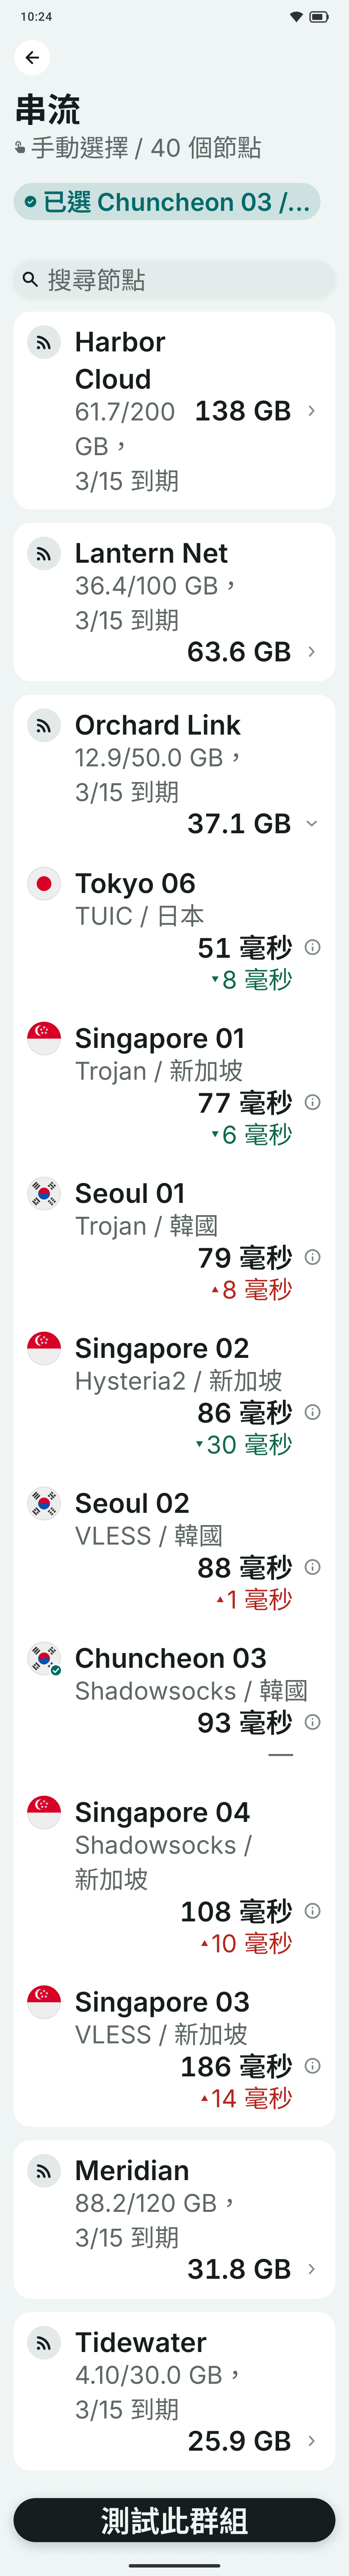 10:24
串流
手動選擇 / 40 個節點
已選 Chuncheon 03 /…
搜尋節點
Harbor
Cloud
61.7/200
GB，
3/15 到期
138 GB
Lantern Net
36.4/100 GB，
3/15 到期
63.6 GB
Orchard Link
12.9/50.0 GB，
3/15 到期
37.1 GB
Tokyo 06
TUIC / 日本
51 毫秒
▼8 毫秒
Singapore 01
Trojan / 新加坡
77 毫秒
▼6 毫秒
Seoul 01
Trojan / 韓國
79 毫秒
▲8 毫秒
Singapore 02
Hysteria2 / 新加坡
86 毫秒
▼30 毫秒
Seoul 02
VLESS / 韓國
88 毫秒
▲1 毫秒
Chuncheon 03
Shadowsocks / 韓國
93 毫秒
—
Singapore 04
Shadowsocks /
新加坡
108 毫秒
▲10 毫秒
Singapore 03
VLESS / 新加坡
186 毫秒
▲14 毫秒
Meridian
88.2/120 GB，
3/15 到期
31.8 GB
Tidewater
4.10/30.0 GB，
3/15 到期
25.9 GB
測試此群組